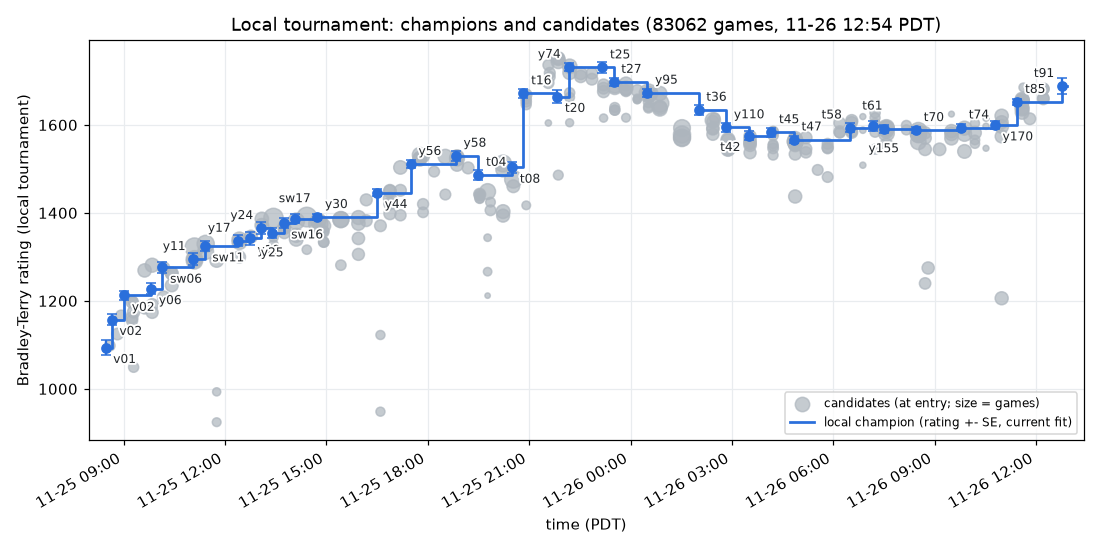 Local tournament: champions and candidates (83062 games, 11-26 12:54 PDT)
Bradley-Terry rating (local tournament)
1600
1400
1200
1000
v01
v02
y02
y06
y11
sw06
y17
sw11
y24
y25
sw17
sw16
y30
y44
y56
y58
t04
t08
t16
t20
y74
t25
t27
y95
t36
t42
y110
t45
t47
t58
t61
y155
t70
t74
y170
t85
t91
candidates (at entry; size = games)
local champion (rating +- SE, current fit)
11-25 09:00
11-25 12:00
11-25 15:00
11-25 18:00
11-25 21:00
11-26 00:00
11-26 03:00
11-26 06:00
11-26 09:00
11-26 12:00
time (PDT)